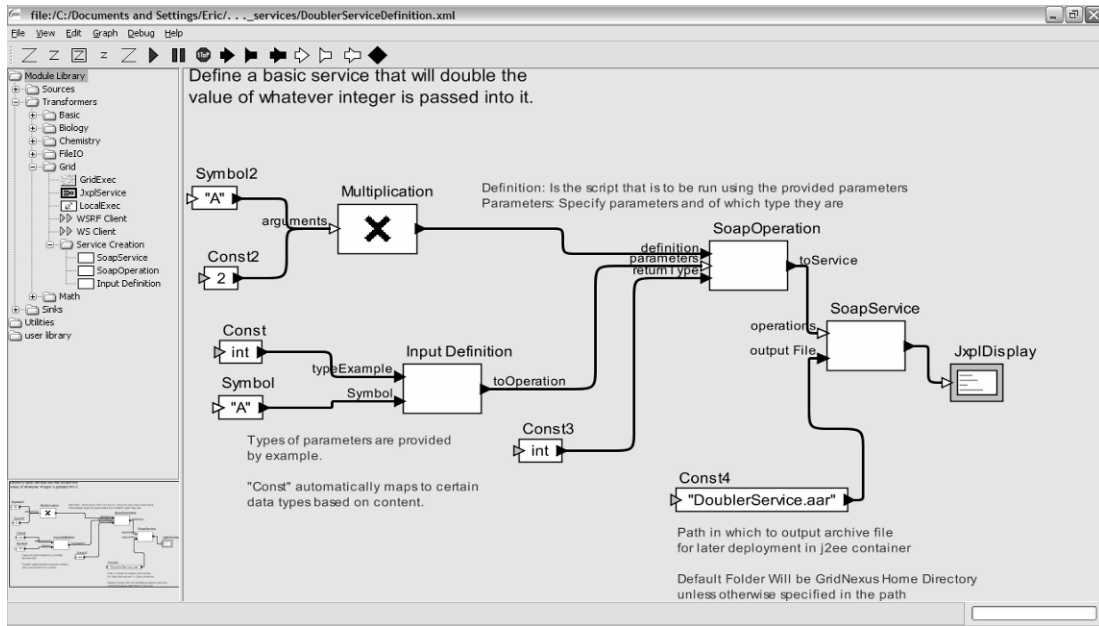 file:/C:/Documents and Settings/Eric/. . ._services/DoublerServiceDefinition.xml
File View Edit Graph Debug Help
STOP
Module Library
Sources
Transformers
Basic
Biology
Chemistry
FileIO
Grid
GridExec
JxplService
LocalExec
WSRF Client
WS Client
Service Creation
SoapService
SoapOperation
Input Definition
Math
Sinks
Utilities
user library
Define a basic service that will double the
value of whatever integer is passed into it.
Symbol2
"A"
arguments
Const2
2
Multiplication
Definition: Is the script that is to be run using the provided parameters
Parameters: Specify parameters and of which type they are
SoapOperation
definition
parameters
returnType
toService
SoapService
operations
output File
JxplDisplay
Const
int
typeExample
Symbol
"A"
Symbol
Input Definition
toOperation
Const3
int
Types of parameters are provided
by example.
"Const" automatically maps to certain
data types based on content.
Const4
"DoublerService.aar"
Path in which to output archive file
for later deployment in j2ee container
Default Folder Will be GridNexus Home Directory
unless otherwise specified in the path